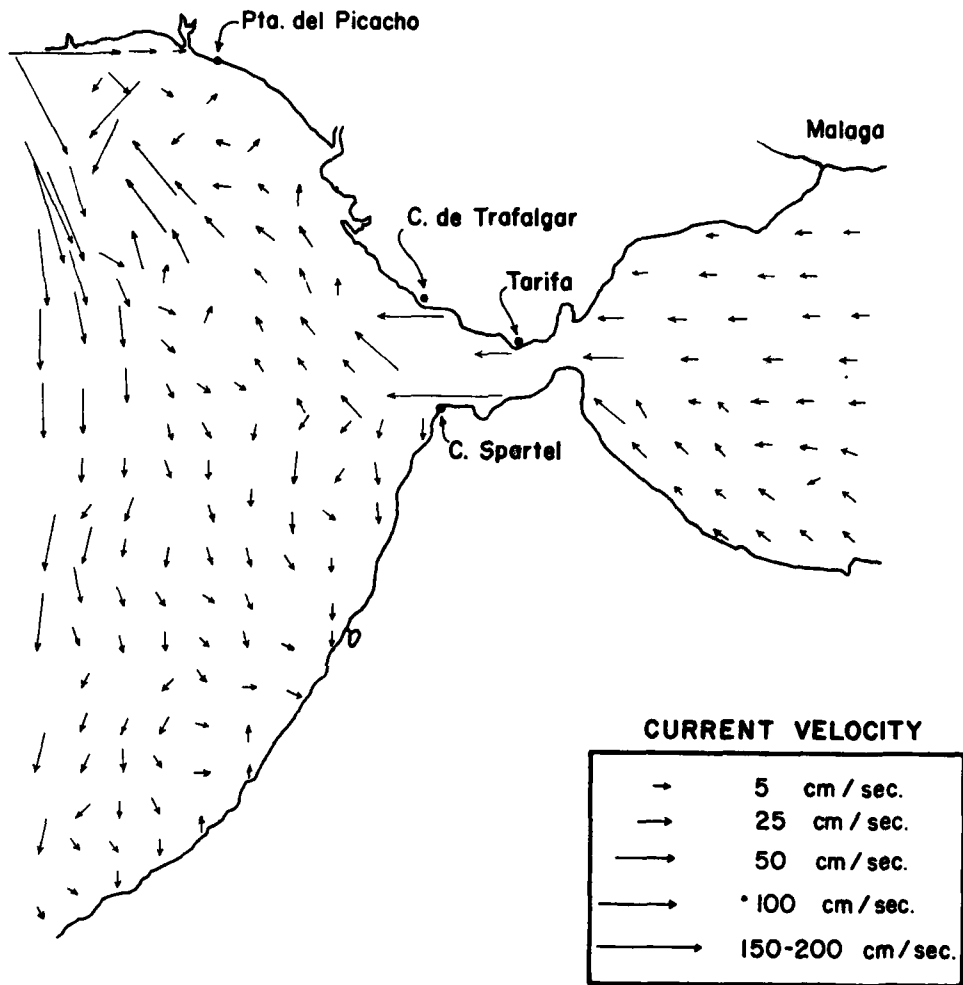 Pta. del Picacho
Malaga
C. de Trafalgar
Tarifa
C. Spartel
CURRENT VELOCITY
5 cm/sec.
25 cm/sec.
50 cm/sec.
100 cm/sec.
150-200 cm/sec.